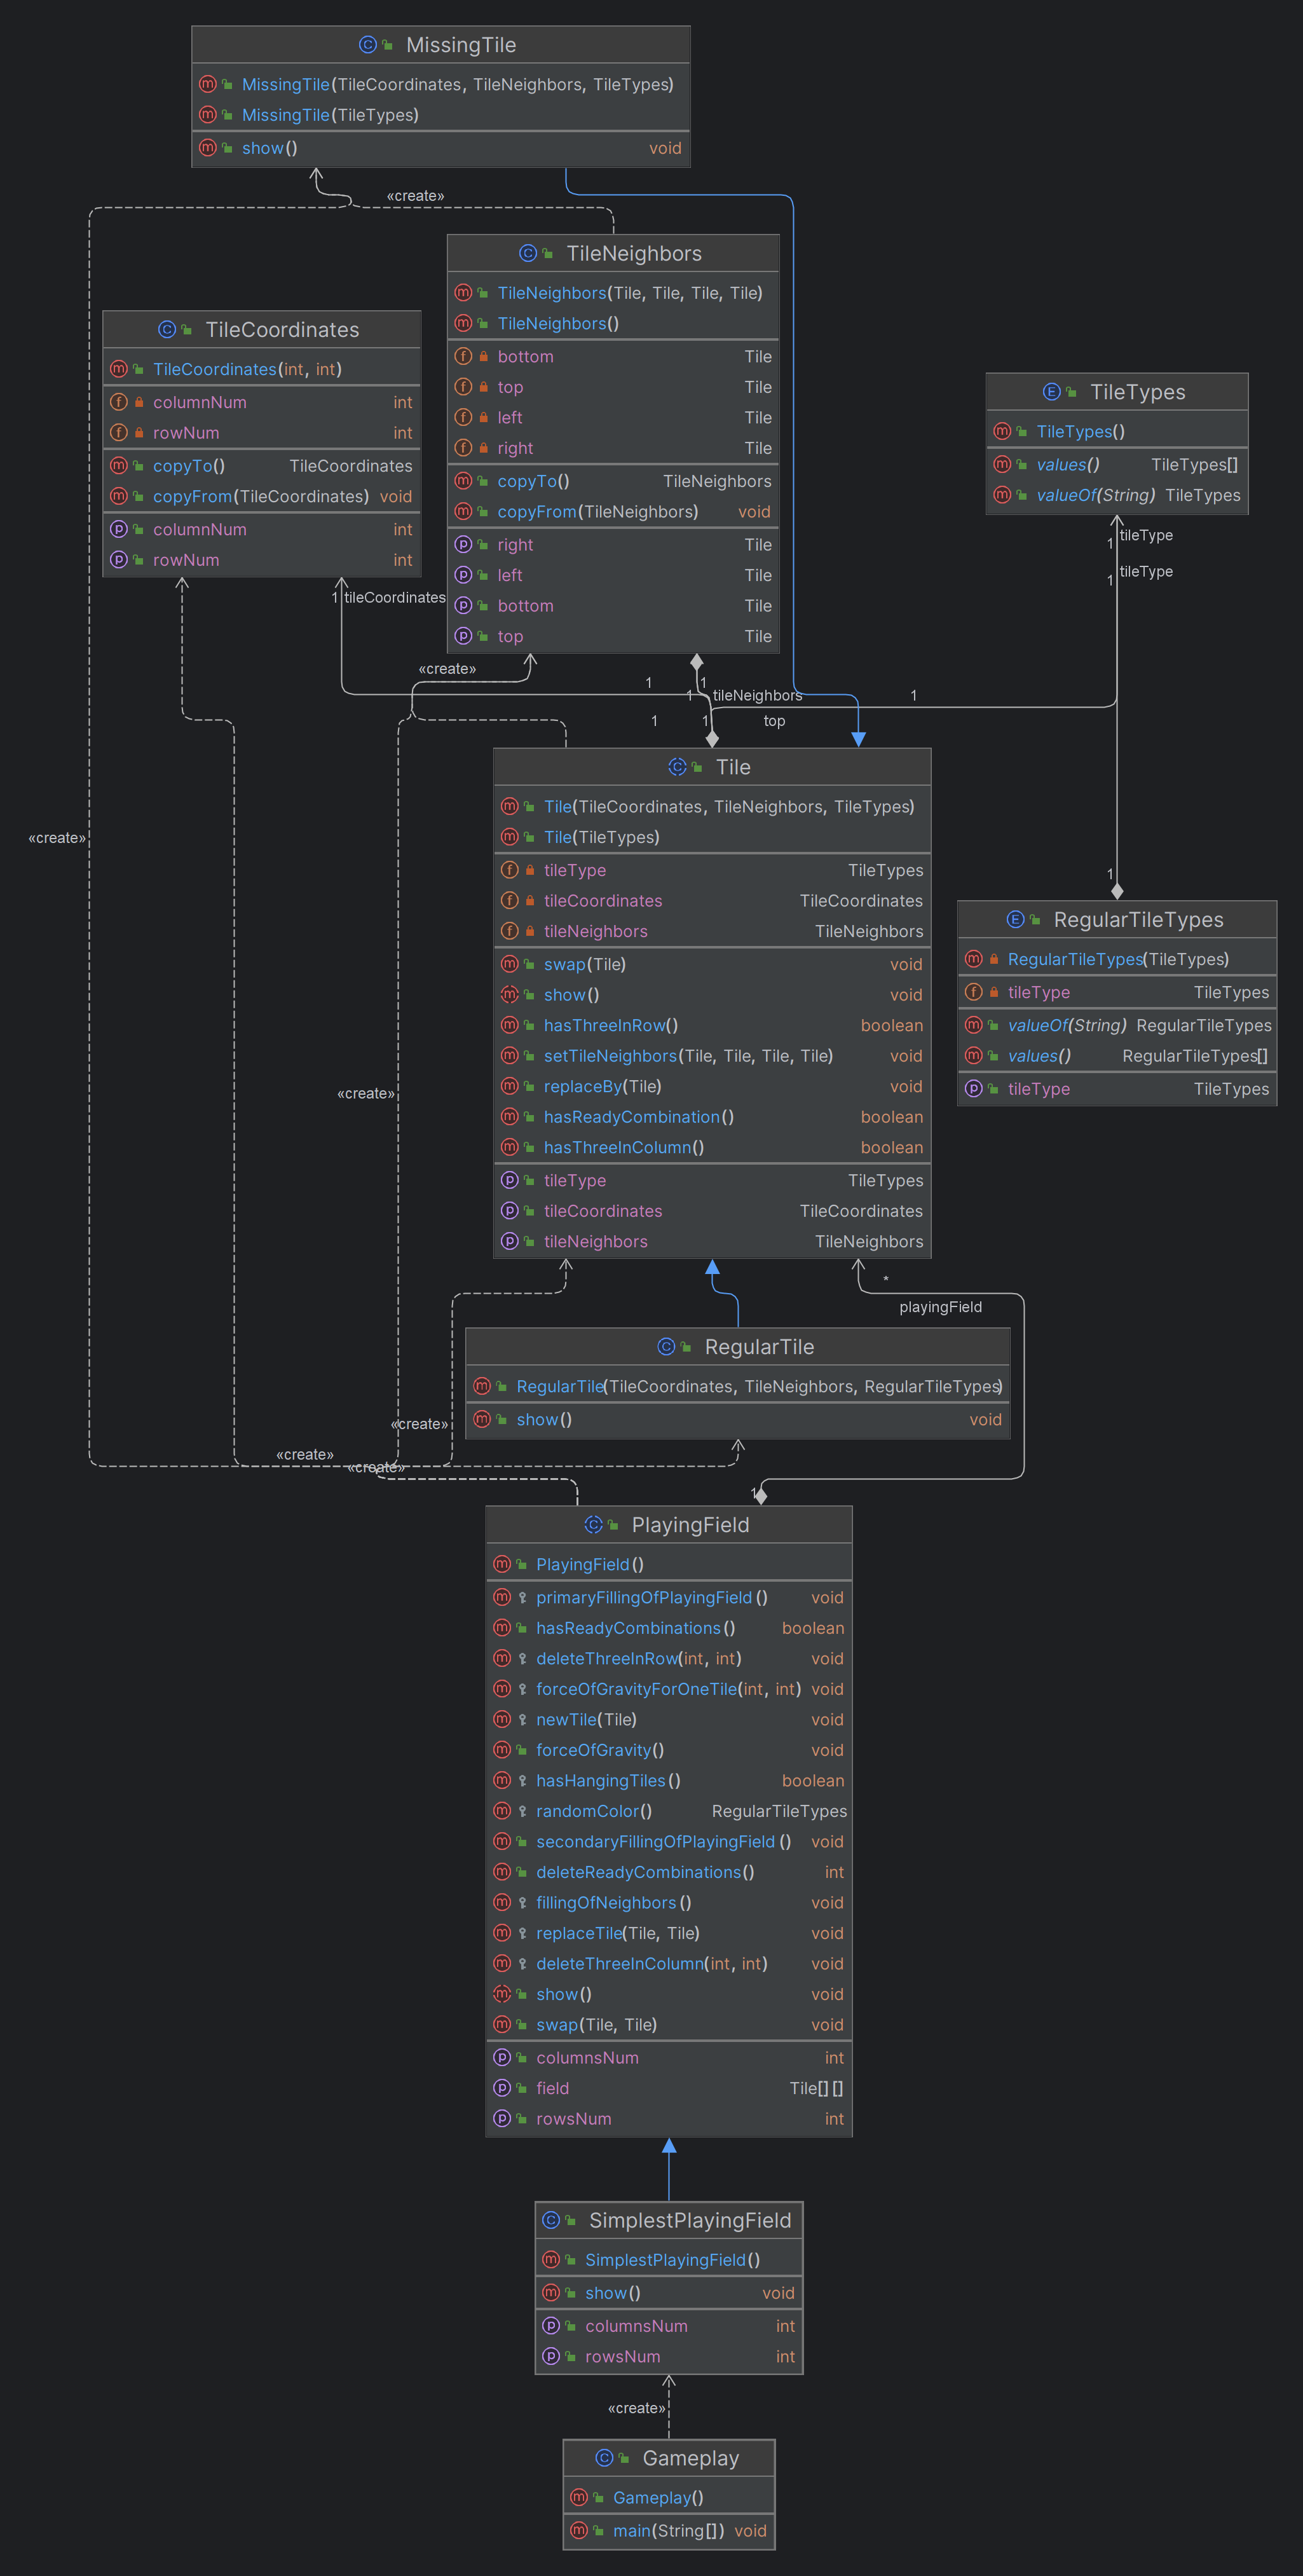 MissingTile
MissingTile(TileCoordinates, TileNeighbors, TileTypes)
MissingTile(TileTypes)
show() void
«create»
TileNeighbors
TileNeighbors(Tile, Tile, Tile, Tile)
TileNeighbors()
bottom Tile
top Tile
left Tile
right Tile
copyTo() TileNeighbors
copyFrom(TileNeighbors) void
right Tile
left Tile
bottom Tile
top Tile
TileCoordinates
TileCoordinates(int, int)
columnNum int
rowNum int
copyTo() TileCoordinates
copyFrom(TileCoordinates) void
columnNum int
rowNum int
TileTypes
TileTypes()
values() TileTypes[]
valueOf(String) TileTypes
tileType
1
tileType
1
1 tileCoordinates
«create»
1
1
1 tileNeighbors
1
1
1 top
«create»
Tile
Tile(TileCoordinates, TileNeighbors, TileTypes)
Tile(TileTypes)
tileType TileTypes
tileCoordinates TileCoordinates
tileNeighbors TileNeighbors
swap(Tile) void
show() void
hasThreeInRow() boolean
setTileNeighbors(Tile, Tile, Tile, Tile) void
replaceBy(Tile) void
hasReadyCombination() boolean
hasThreeInColumn() boolean
tileType TileTypes
tileCoordinates TileCoordinates
tileNeighbors TileNeighbors
1
RegularTileTypes
RegularTileTypes(TileTypes)
tileType TileTypes
valueOf(String) RegularTileTypes
values() RegularTileTypes[]
tileType TileTypes
«create»
*
playingField
RegularTile
RegularTile(TileCoordinates, TileNeighbors, RegularTileTypes)
show() void
«create»
«create»
«create»
1
PlayingField
PlayingField()
primaryFillingOfPlayingField() void
hasReadyCombinations() boolean
deleteThreeInRow(int, int) void
forceOfGravityForOneTile(int, int) void
newTile(Tile) void
forceOfGravity() void
hasHangingTiles() boolean
randomColor() RegularTileTypes
secondaryFillingOfPlayingField() void
deleteReadyCombinations() int
fillingOfNeighbors() void
replaceTile(Tile, Tile) void
deleteThreeInColumn(int, int) void
show() void
swap(Tile, Tile) void
columnsNum int
field Tile[][]
rowsNum int
SimplestPlayingField
SimplestPlayingField()
show() void
columnsNum int
rowsNum int
«create»
Gameplay
Gameplay()
main(String[]) void